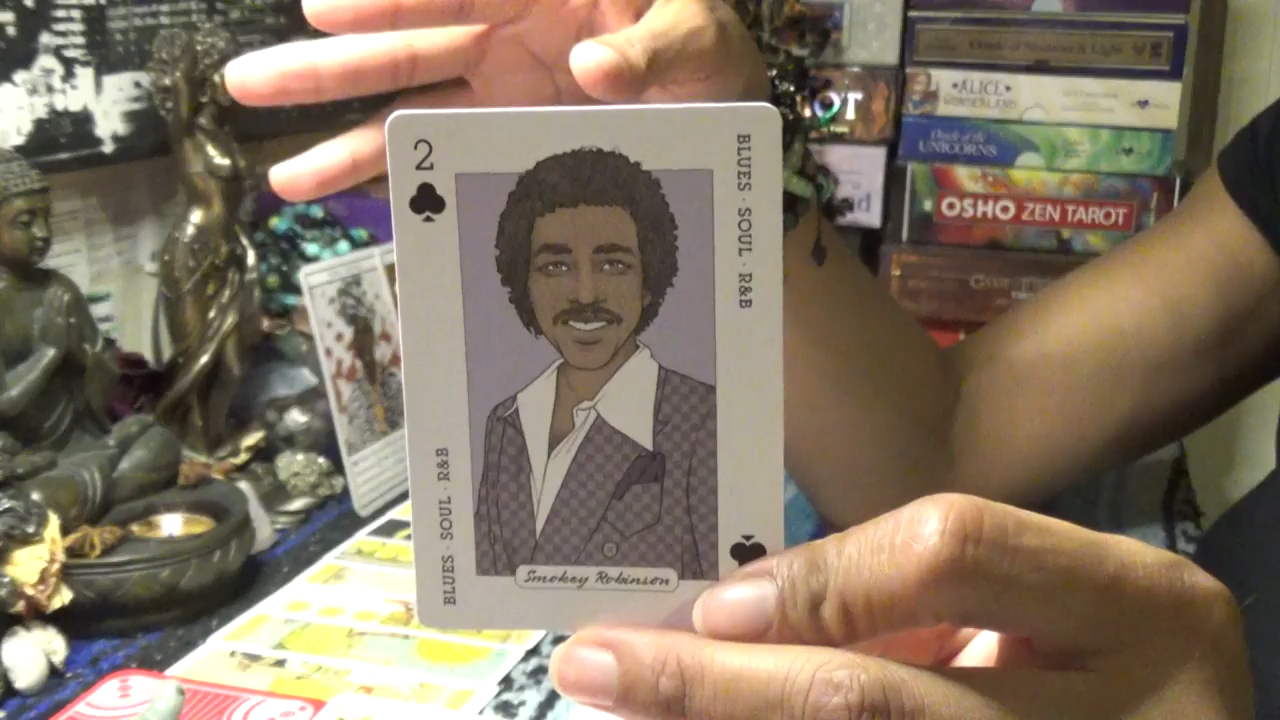 2
BLUES · SOUL · R&B
BLUES · SOUL · R&B
Smokey Robinson
OT
Oracle of Shadows & Light
ALICE
WONDERLAND
Oracle of the
UNICORNS
OSHO ZEN TAROT